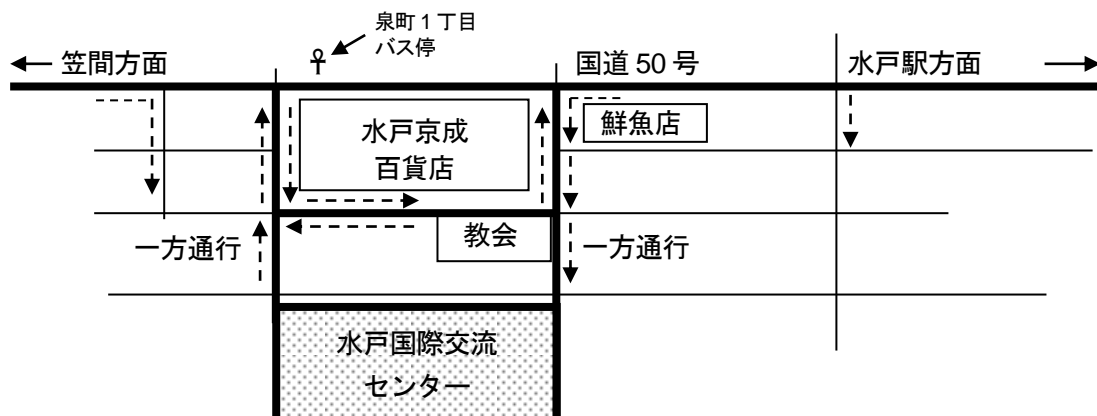 泉町１丁目
バス停
笠間方面
国道 50 号
水戸駅方面
水戸京成
百貨店
鮮魚店
教会
一方通行
一方通行
水戸国際交流
センター